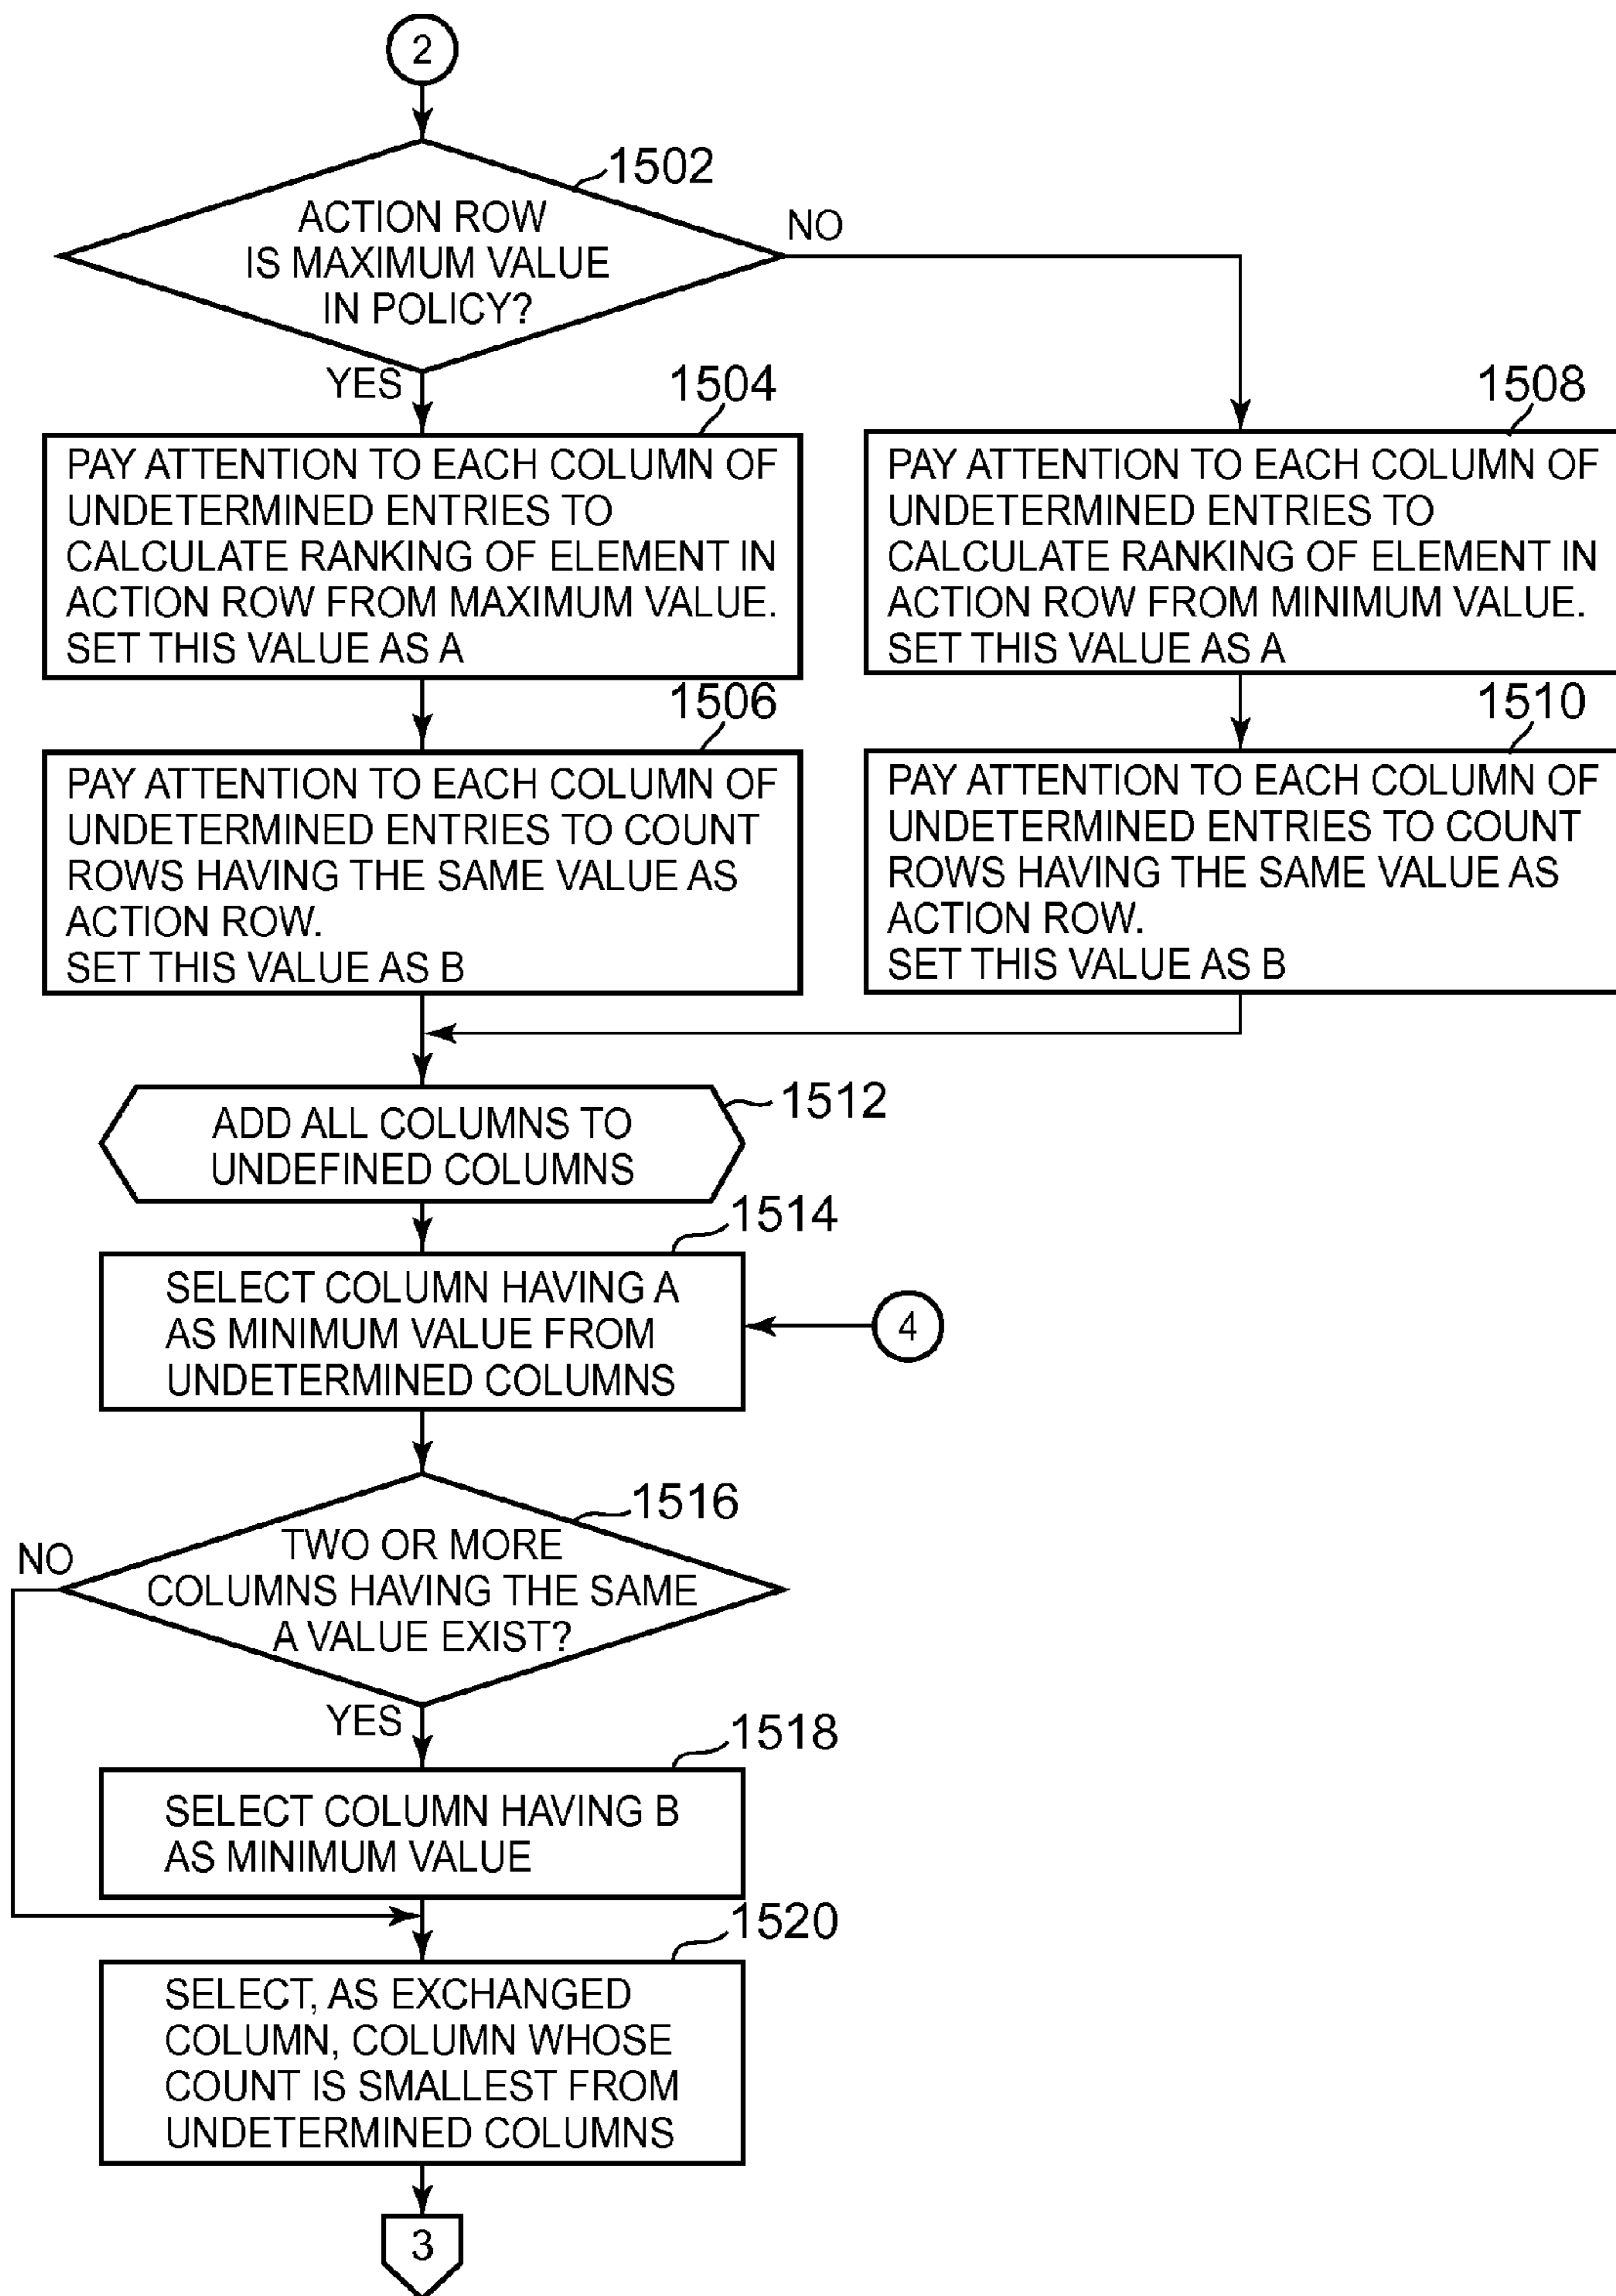 2
1502
ACTION ROW
IS MAXIMUM VALUE
IN POLICY?
NO
YES
1504
PAY ATTENTION TO EACH COLUMN OF
UNDETERMINED ENTRIES TO
CALCULATE RANKING OF ELEMENT IN
ACTION ROW FROM MAXIMUM VALUE.
SET THIS VALUE AS A
1508
PAY ATTENTION TO EACH COLUMN OF
UNDETERMINED ENTRIES TO
CALCULATE RANKING OF ELEMENT IN
ACTION ROW FROM MINIMUM VALUE.
SET THIS VALUE AS A
1506
PAY ATTENTION TO EACH COLUMN OF
UNDETERMINED ENTRIES TO COUNT
ROWS HAVING THE SAME VALUE AS
ACTION ROW.
SET THIS VALUE AS B
1510
PAY ATTENTION TO EACH COLUMN OF
UNDETERMINED ENTRIES TO COUNT
ROWS HAVING THE SAME VALUE AS
ACTION ROW.
SET THIS VALUE AS B
1512
ADD ALL COLUMNS TO
UNDEFINED COLUMNS
1514
SELECT COLUMN HAVING A
AS MINIMUM VALUE FROM
UNDETERMINED COLUMNS
4
1516
TWO OR MORE
COLUMNS HAVING THE SAME
A VALUE EXIST?
NO
YES
1518
SELECT COLUMN HAVING B
AS MINIMUM VALUE
1520
SELECT, AS EXCHANGED
COLUMN, COLUMN WHOSE
COUNT IS SMALLEST FROM
UNDETERMINED COLUMNS
3